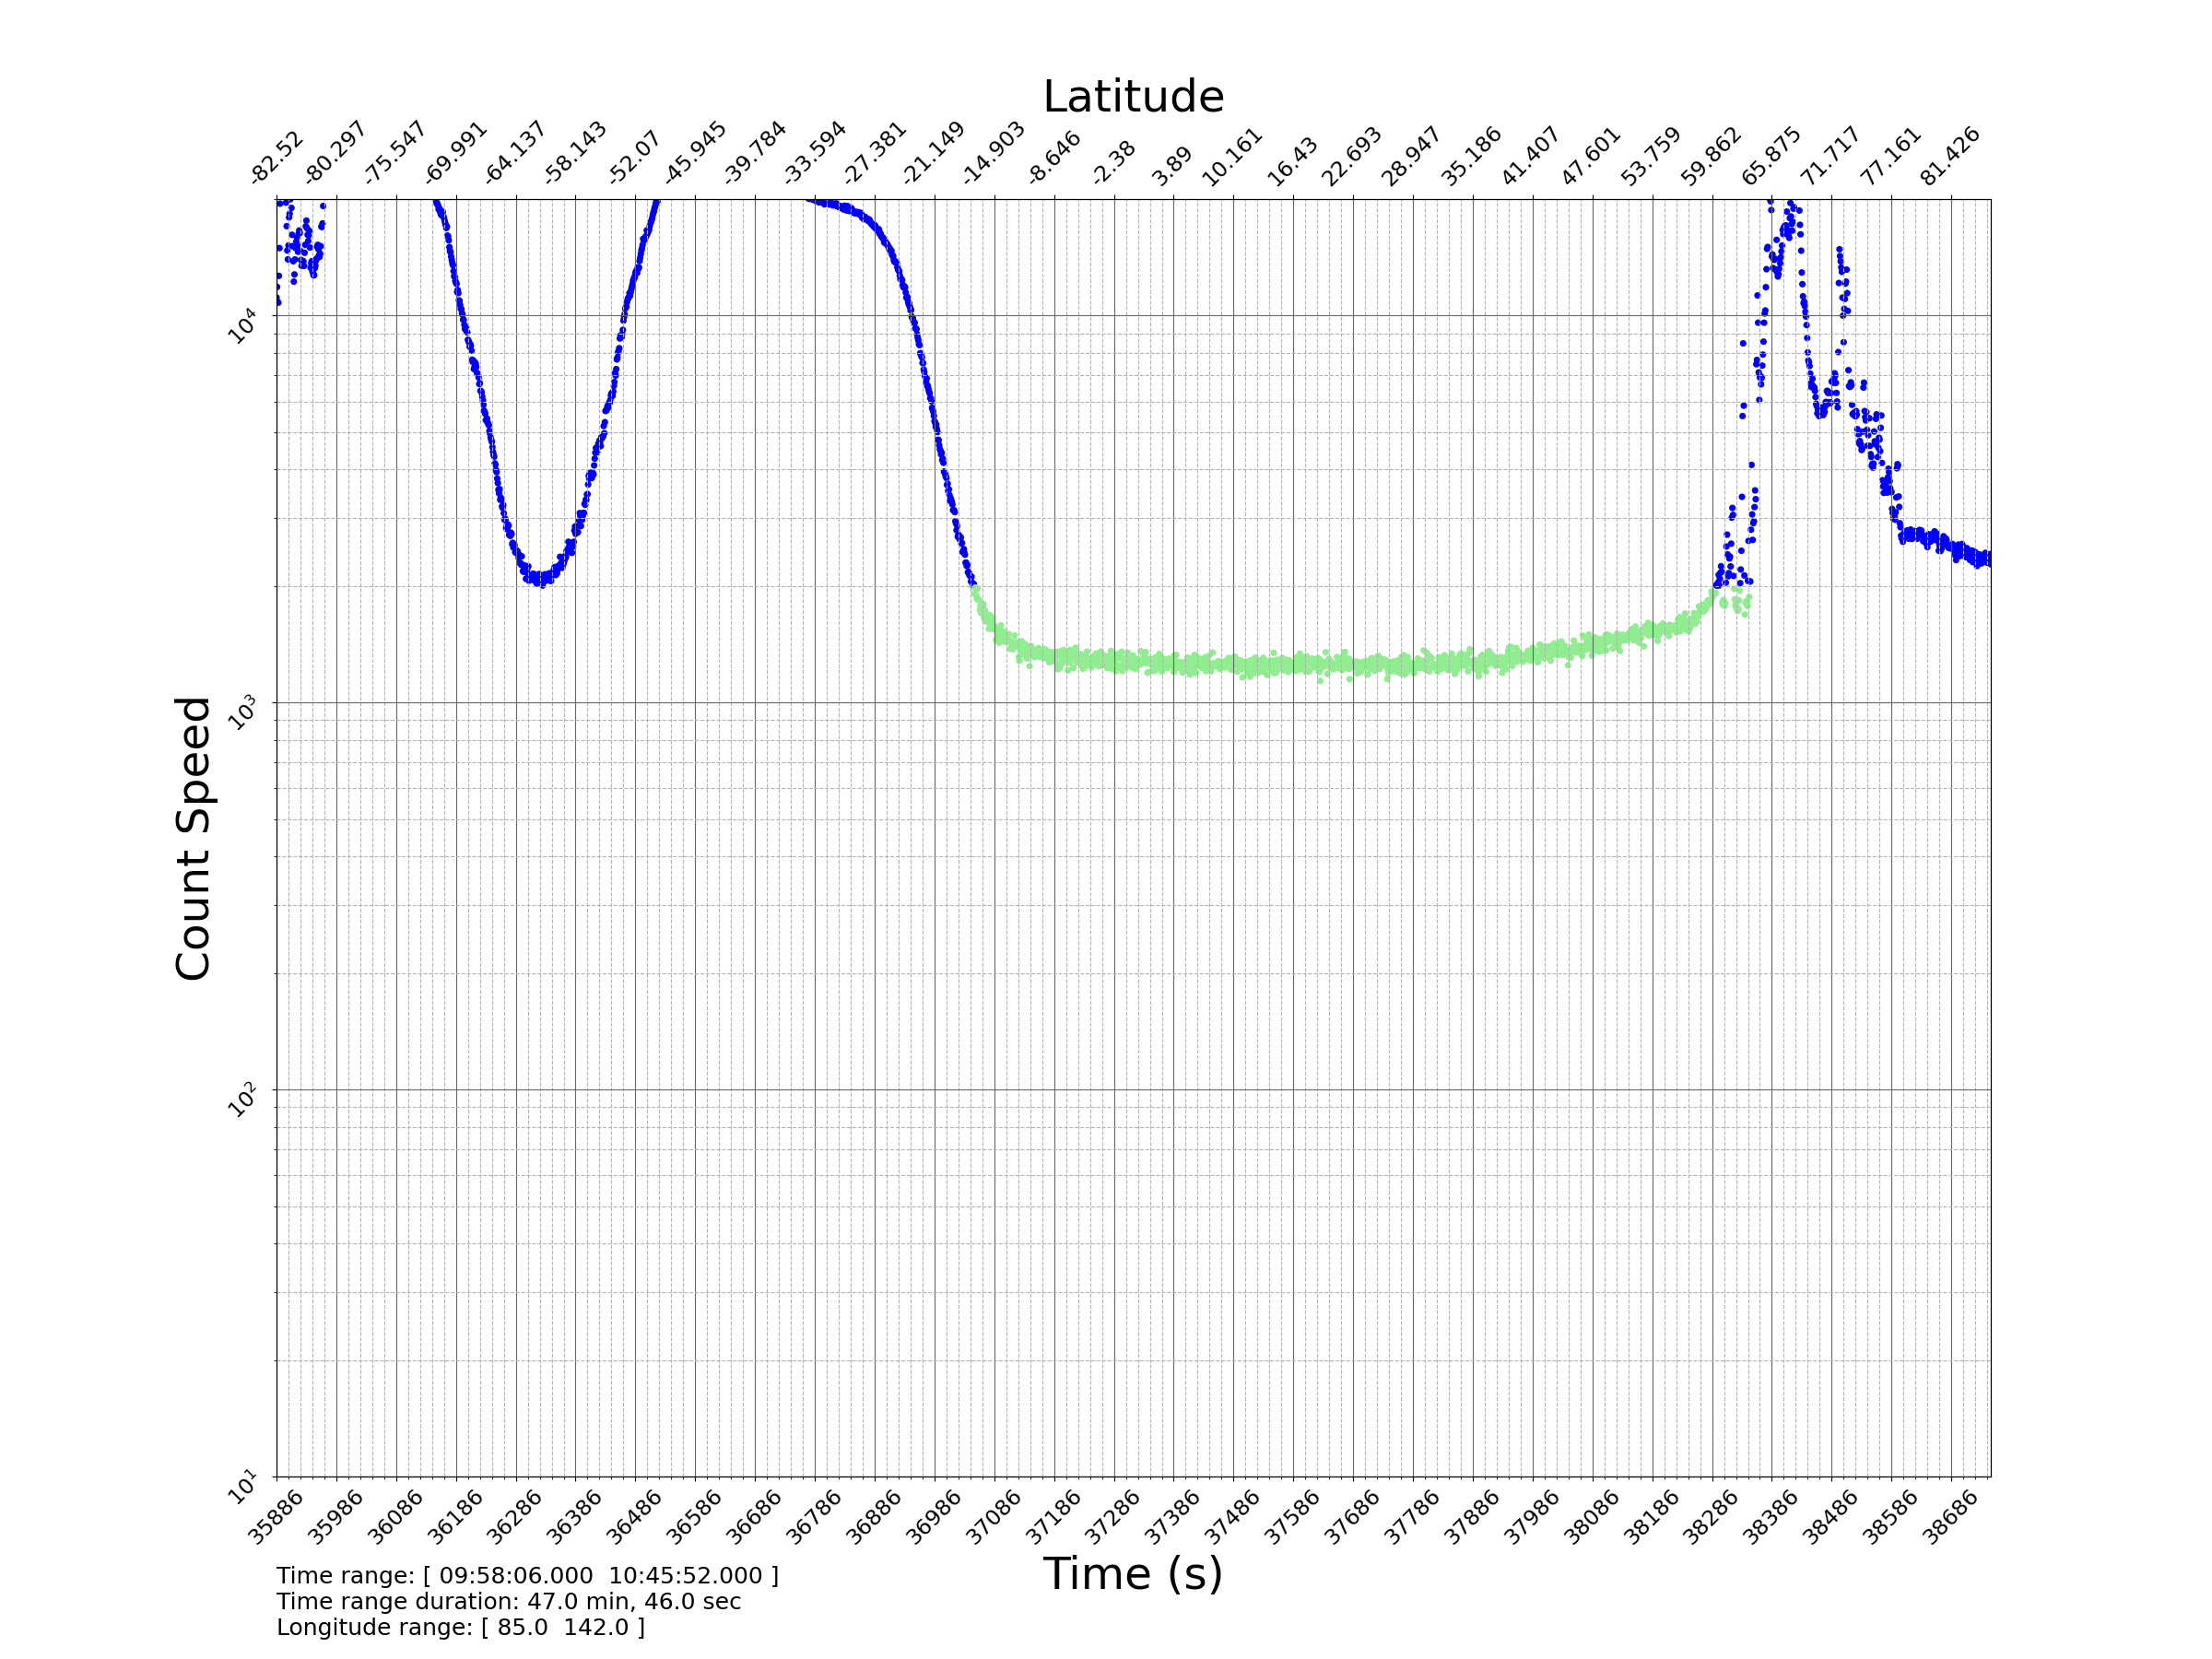 Latitude
-82.52 -80.297 -75.547 -69.991 -64.137 -58.143 -52.07 -45.945 -39.784 -33.594 -27.381 -21.149 -14.903 -8.646 -2.38 3.89 10.161 16.43 22.693 28.947 35.186 41.407 47.601 53.759 59.862 65.875 71.717 77.161 81.426
10⁴
10³
Count Speed
10²
10¹
35886 35986 36086 36186 36286 36386 36486 36586 36686 36786 36886 36986 37086 37186 37286 37386 37486 37586 37686 37786 37886 37986 38086 38186 38286 38386 38486 38586 38686
Time (s)
Time range: [ 09:58:06.000  10:45:52.000 ]
Time range duration: 47.0 min, 46.0 sec
Longitude range: [ 85.0  142.0 ]